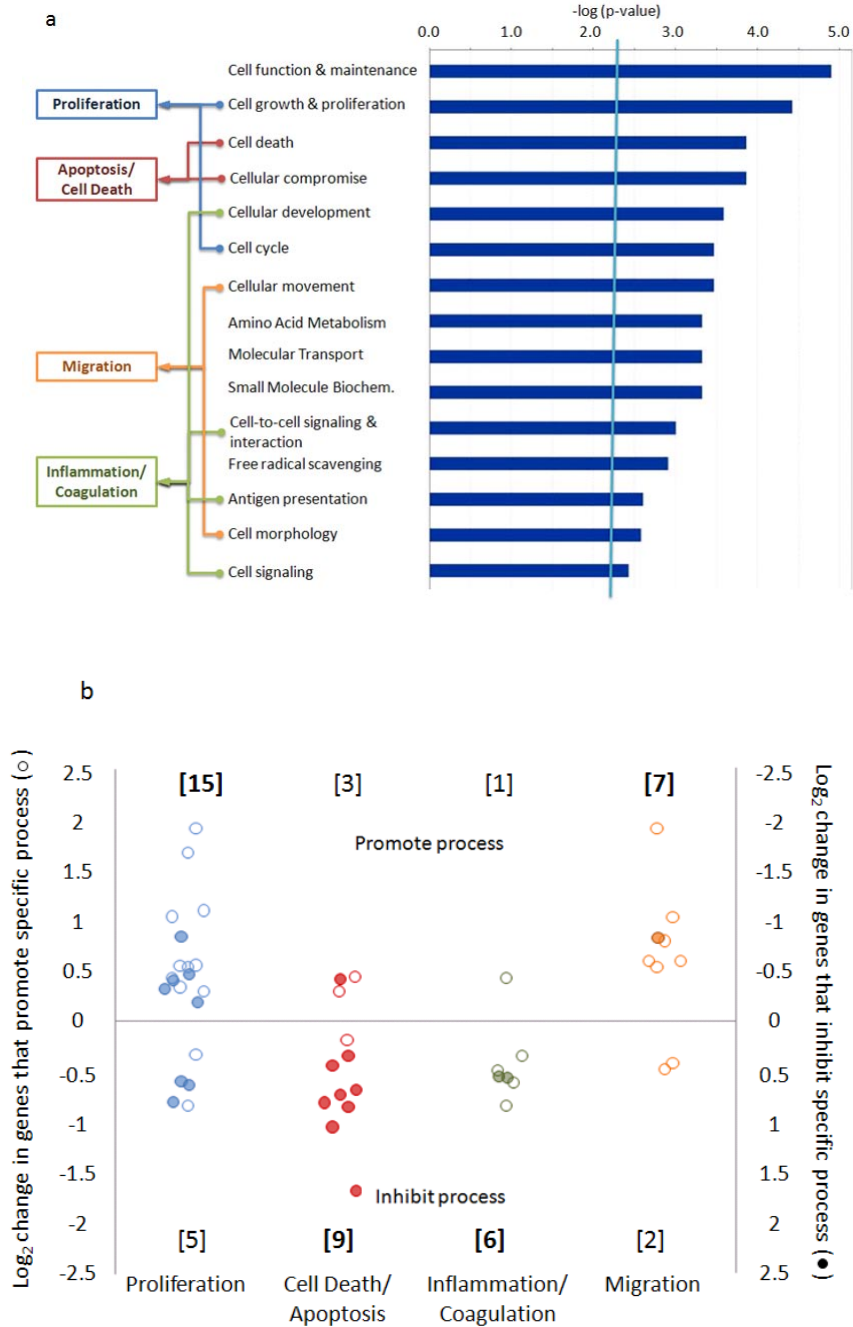 a
-log (p-value)
0.0 1.0 2.0 3.0 4.0 5.0
Cell function & maintenance
Proliferation
Cell growth & proliferation
Cell death
Apoptosis/
Cell Death
Cellular compromise
Cellular development
Cell cycle
Cellular movement
Amino Acid Metabolism
Molecular Transport
Migration
Small Molecule Biochem.
Cell-to-cell signaling &
interaction
Inflammation/
Coagulation
Free radical scavenging
Antigen presentation
Cell morphology
Cell signaling
b
Log2 change in genes that promote specific process (○)
2.5
2
1.5
1
0.5
0
-0.5
-1
-1.5
-2
-2.5
[15] [3] [1] [7]
Promote process
Inhibit process
[5] [9] [6] [2]
Proliferation
Cell Death/
Apoptosis
Inflammation/
Coagulation
Migration
-2.5
-2
-1.5
-1
-0.5
0
0.5
1
1.5
2
2.5
Log2 change in genes that inhibit specific process (●)